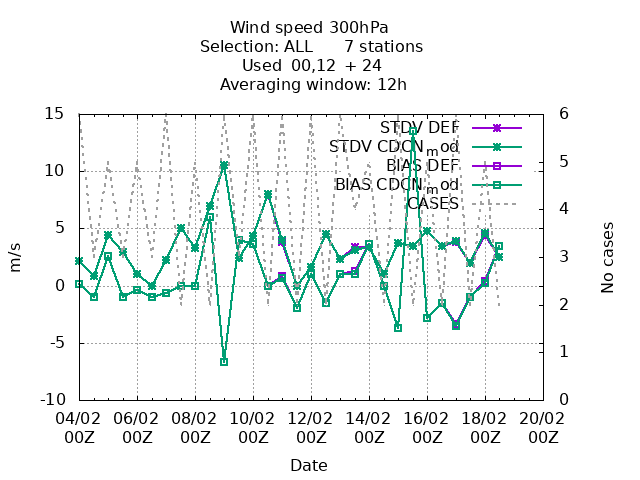 Wind speed 300hPa
Selection: ALL 7 stations
Used 00,12 + 24
Averaging window: 12h
15
10
5
0
-5
-10
6
5
4
3
2
1
0
m/s
No cases
STDV DEF
STDV CDCN_mod
BIAS DEF
BIAS CDCN_mod
CASES
04/02 06/02 08/02 10/02 12/02 14/02 16/02 18/02 20/02
00Z 00Z 00Z 00Z 00Z 00Z 00Z 00Z 00Z
Date